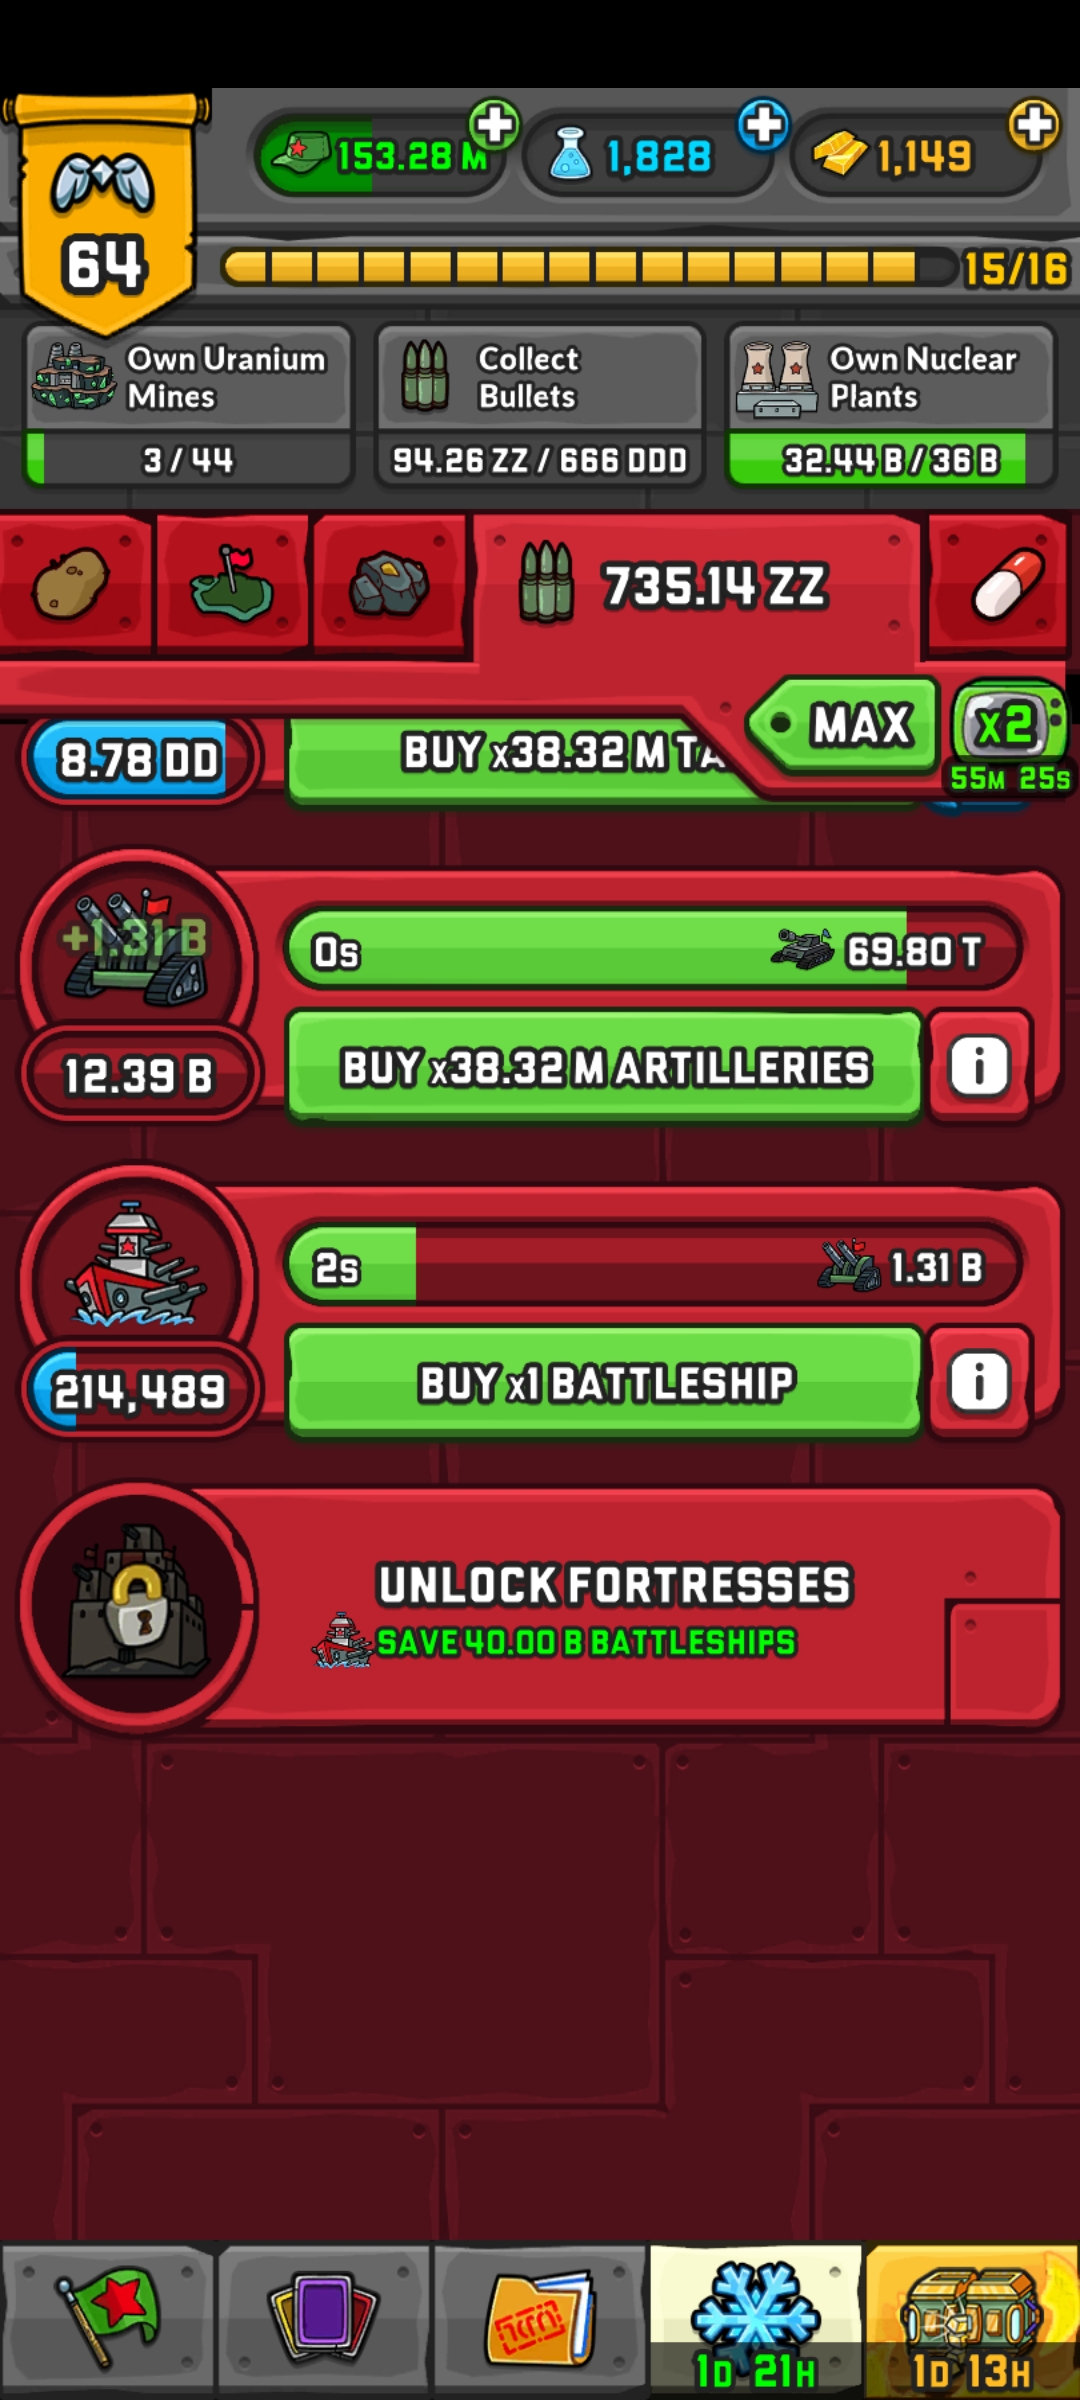 153.28 M
1,828
1,149
64
15/16
Own Uranium
Mines
3 / 44
Collect
Bullets
94.26 ZZ / 666 DDD
Own Nuclear
Plants
32.44 B / 36 B
735.14 ZZ
MAX
x2
55M 25S
8.78 DD
BUY x38.32 M TA
+1.31 B
0s
69.80 T
12.39 B
BUY x38.32 M ARTILLERIES
i
2s
1.31 B
214,489
BUY x1 BATTLESHIP
i
UNLOCK FORTRESSES
SAVE 40.00 B BATTLESHIPS
1D 21H
1D 13H